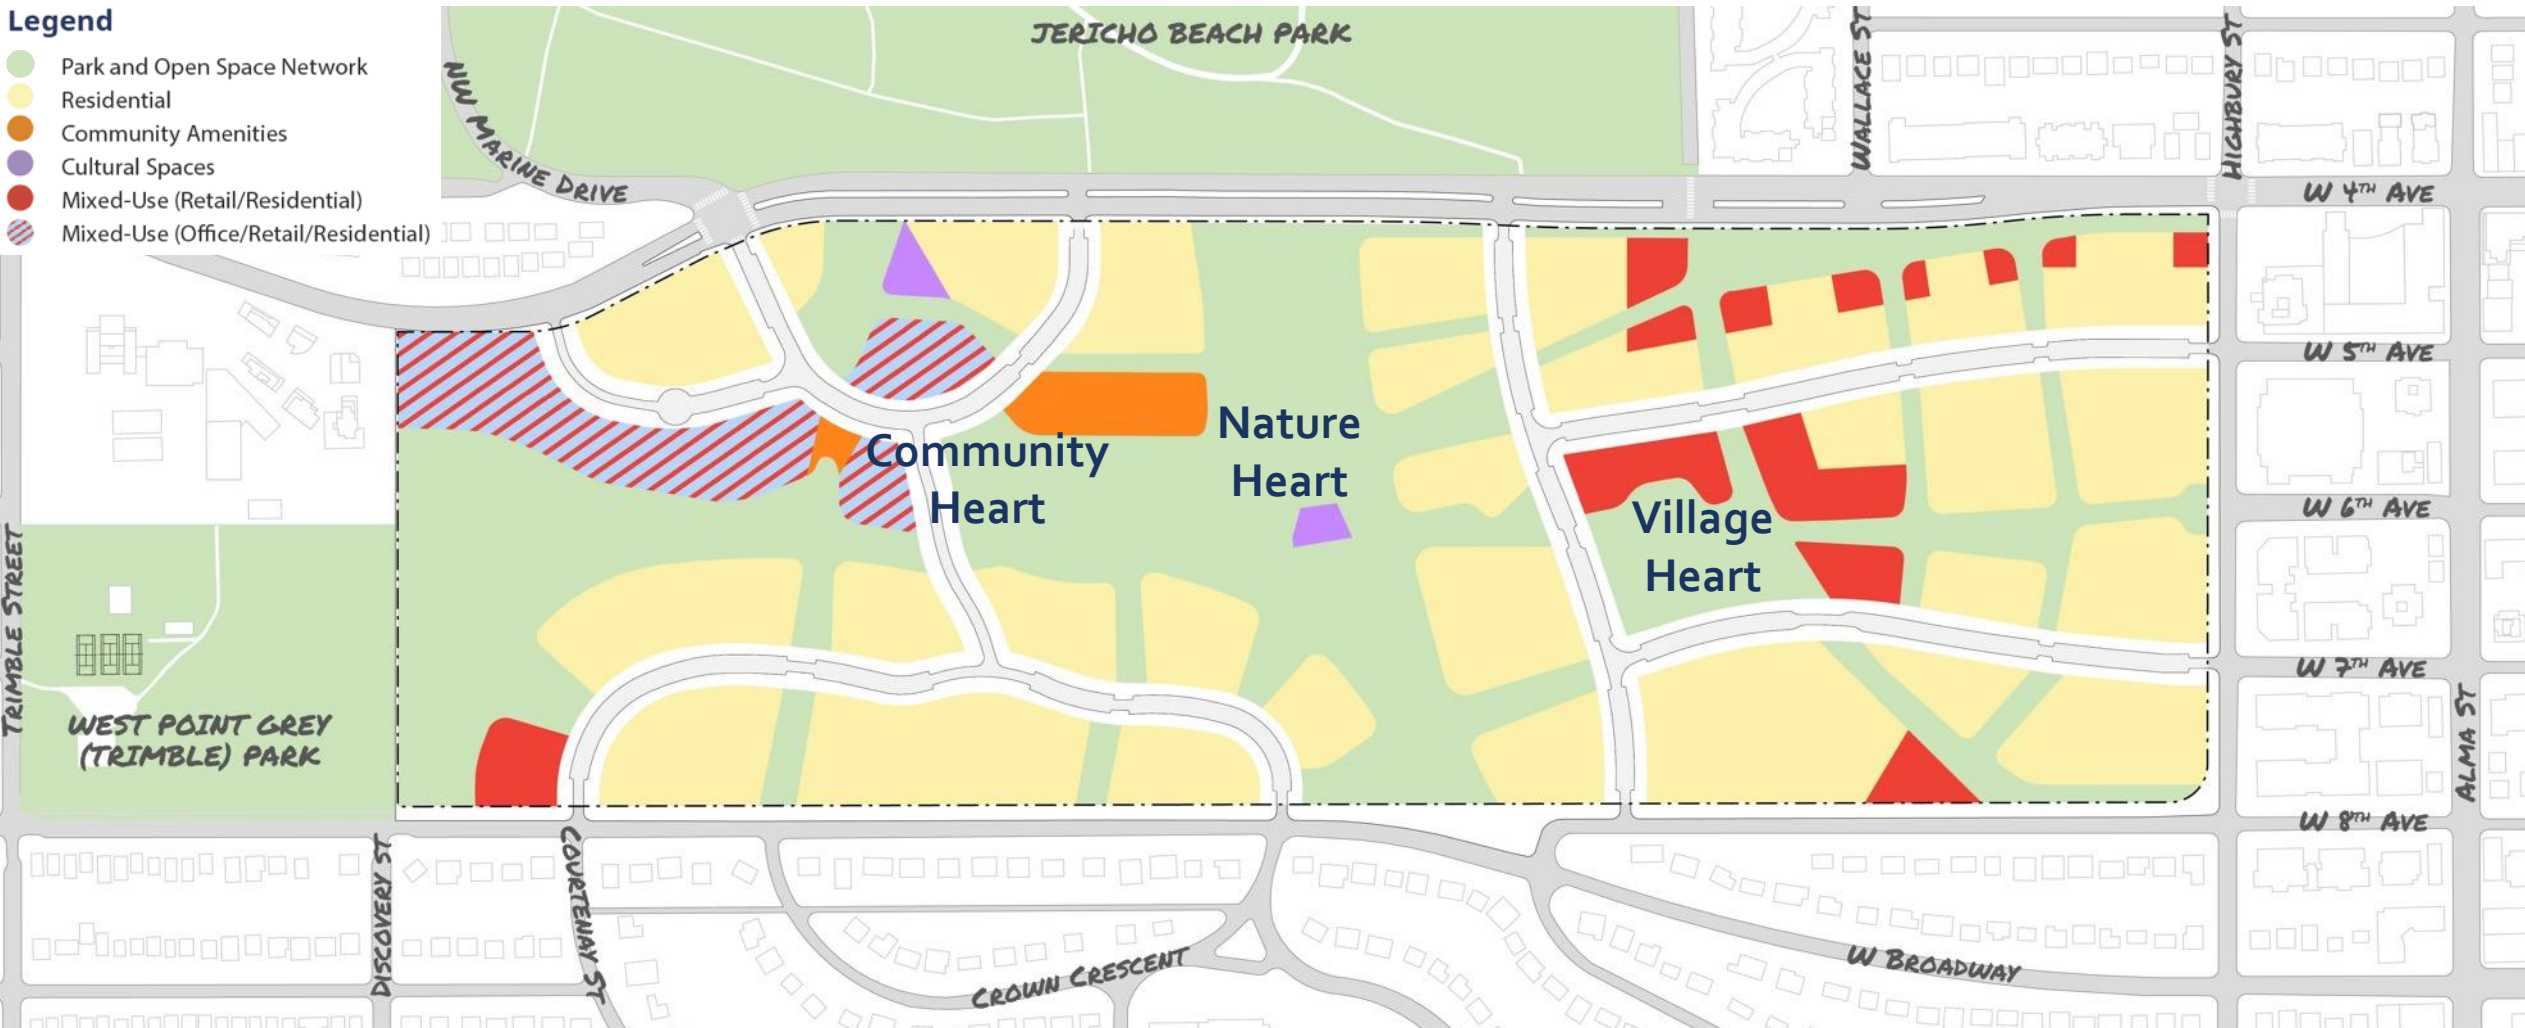 Legend
Park and Open Space Network
Residential
Community Amenities
Cultural Spaces
Mixed-Use (Retail/Residential)
Mixed-Use (Office/Retail/Residential)
JERICHO BEACH PARK
NW MARINE DRIVE
WALLACE ST
HIGHBURY ST
W 4TH AVE
W 5TH AVE
W 6TH AVE
W 7TH AVE
W 8TH AVE
ALMA ST
Community
Heart
Nature
Heart
Village
Heart
TRIMBLE STREET
WEST POINT GREY
(TRIMBLE) PARK
DISCOVERY ST
COURTENAY ST
CROWN CRESCENT
W BROADWAY